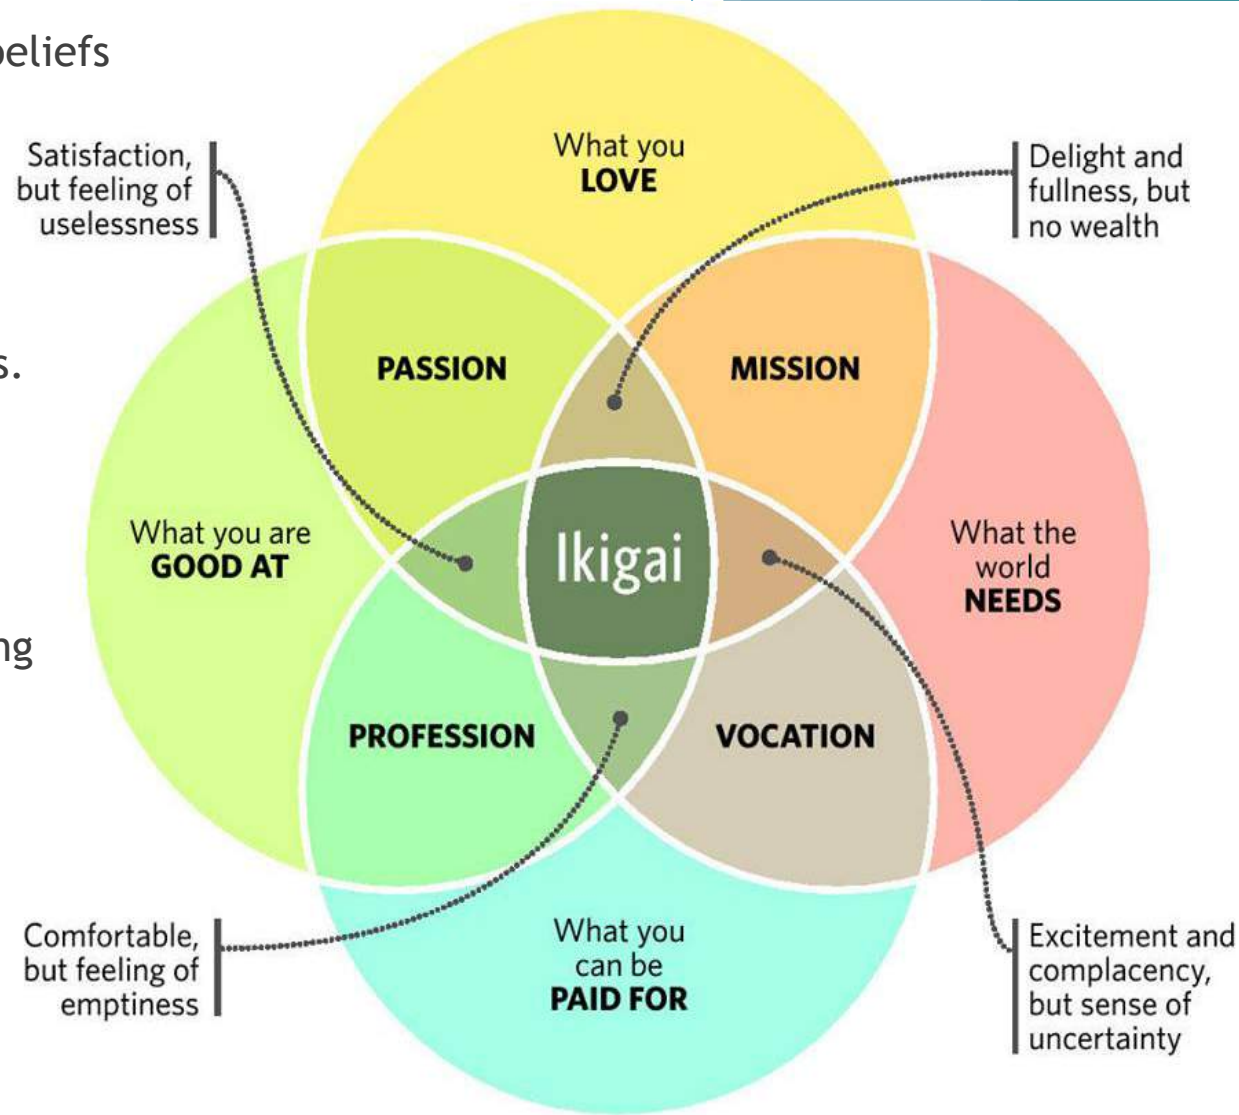 beliefs
What you
LOVE
Satisfaction,
but feeling of
uselessness
Delight and
fullness, but
no wealth
s.
PASSION
MISSION
What you are
GOOD AT
Ikigai
What the
world
NEEDS
ng
PROFESSION
VOCATION
Comfortable,
but feeling of
emptiness
What you
can be
PAID FOR
Excitement and
complacency,
but sense of
uncertainty